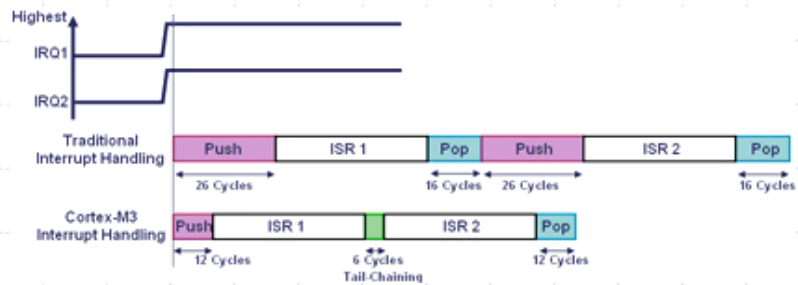 Highest
IRQ1
IRQ2
Traditional
Interrupt Handling
Push ISR 1 Pop Push ISR 2 Pop
26 Cycles 16 Cycles 26 Cycles 16 Cycles
Cortex-M3
Interrupt Handling
Push ISR 1 ISR 2 Pop
12 Cycles 6 Cycles 12 Cycles
Tail-Chaining